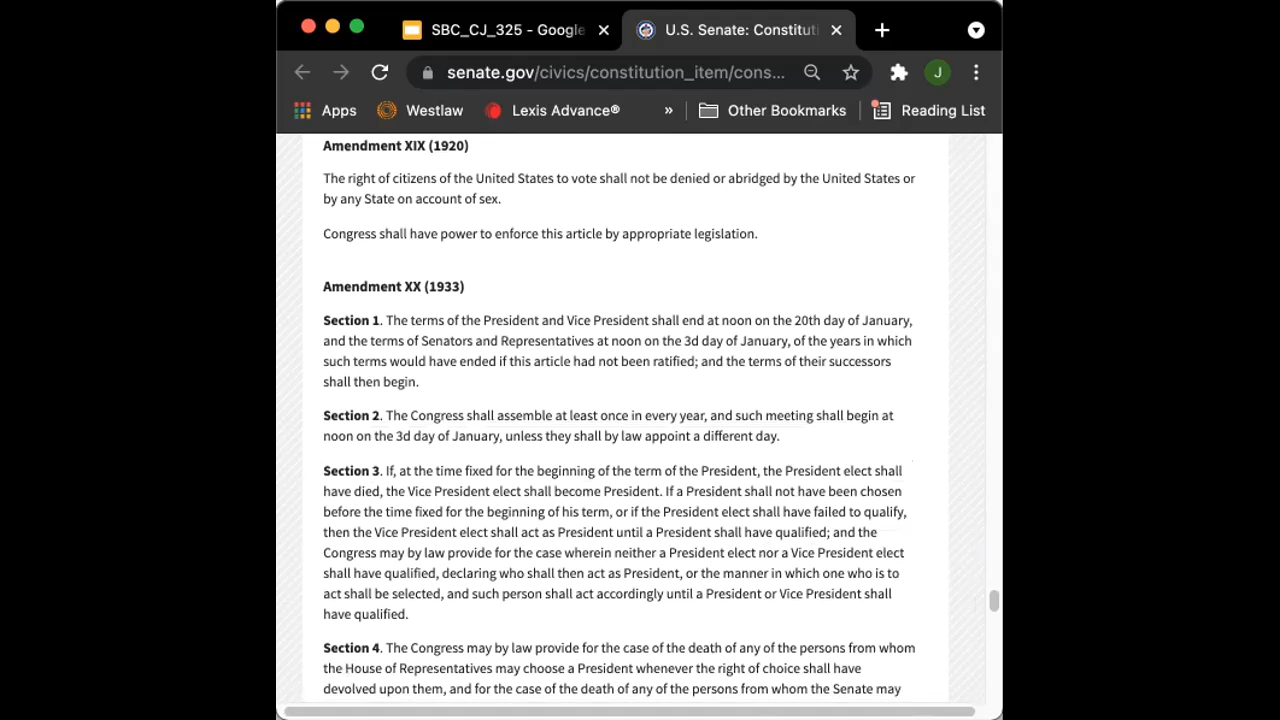 SBC_CJ_325 - Google
U.S. Senate: Constituti
senate.gov/civics/constitution_item/cons...
J
Apps
Westlaw
Lexis Advance®
»
Other Bookmarks
Reading List
Amendment XIX (1920)
The right of citizens of the United States to vote shall not be denied or abridged by the United States or
by any State on account of sex.
Congress shall have power to enforce this article by appropriate legislation.
Amendment XX (1933)
Section 1. The terms of the President and Vice President shall end at noon on the 20th day of January,
and the terms of Senators and Representatives at noon on the 3d day of January, of the years in which
such terms would have ended if this article had not been ratified; and the terms of their successors
shall then begin.
Section 2. The Congress shall assemble at least once in every year, and such meeting shall begin at
noon on the 3d day of January, unless they shall by law appoint a different day.
Section 3. If, at the time fixed for the beginning of the term of the President, the President elect shall
have died, the Vice President elect shall become President. If a President shall not have been chosen
before the time fixed for the beginning of his term, or if the President elect shall have failed to qualify,
then the Vice President elect shall act as President until a President shall have qualified; and the
Congress may by law provide for the case wherein neither a President elect nor a Vice President elect
shall have qualified, declaring who shall then act as President, or the manner in which one who is to
act shall be selected, and such person shall act accordingly until a President or Vice President shall
have qualified.
Section 4. The Congress may by law provide for the case of the death of any of the persons from whom
the House of Representatives may choose a President whenever the right of choice shall have
devolved upon them, and for the case of the death of any of the persons from whom the Senate may